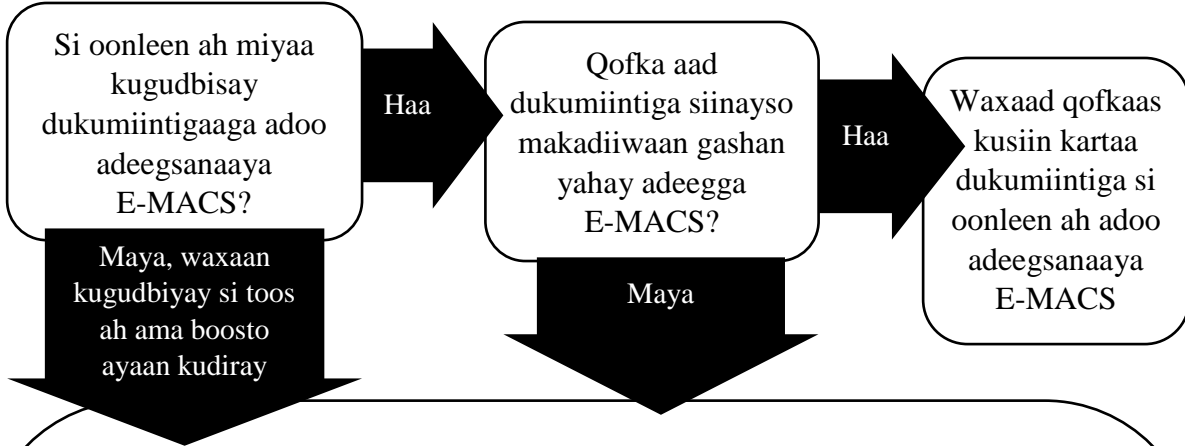 Si oonleen ah miyaa
kugudbisay
dukumiintigaaga adoo
adeegsanaaya
E-MACS?
Haa
Qofka aad
dukumiintiga siinayso
makadiiwaan gashan
yahay adeegga
E-MACS?
Haa
Waxaad qofkaas
kusiin kartaa
dukumiintiga si
oonleen ah adoo
adeegsanaaya
E-MACS
Maya, waxaan
kugudbiyay si toos
ah ama boosto
ayaan kudiray
Maya